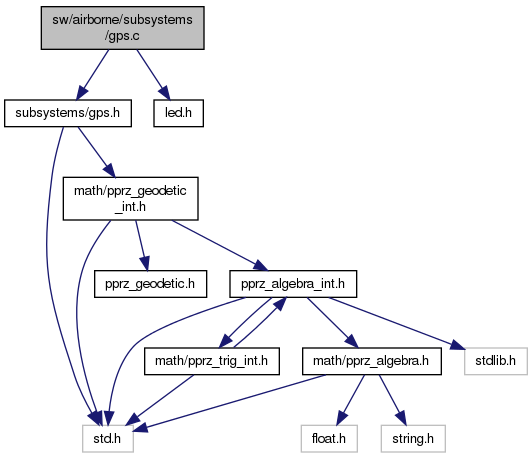 sw/airborne/subsystems
/gps.c
subsystems/gps.h
led.h
math/pprz_geodetic
_int.h
pprz_geodetic.h
pprz_algebra_int.h
math/pprz_trig_int.h
math/pprz_algebra.h
stdlib.h
std.h
float.h
string.h